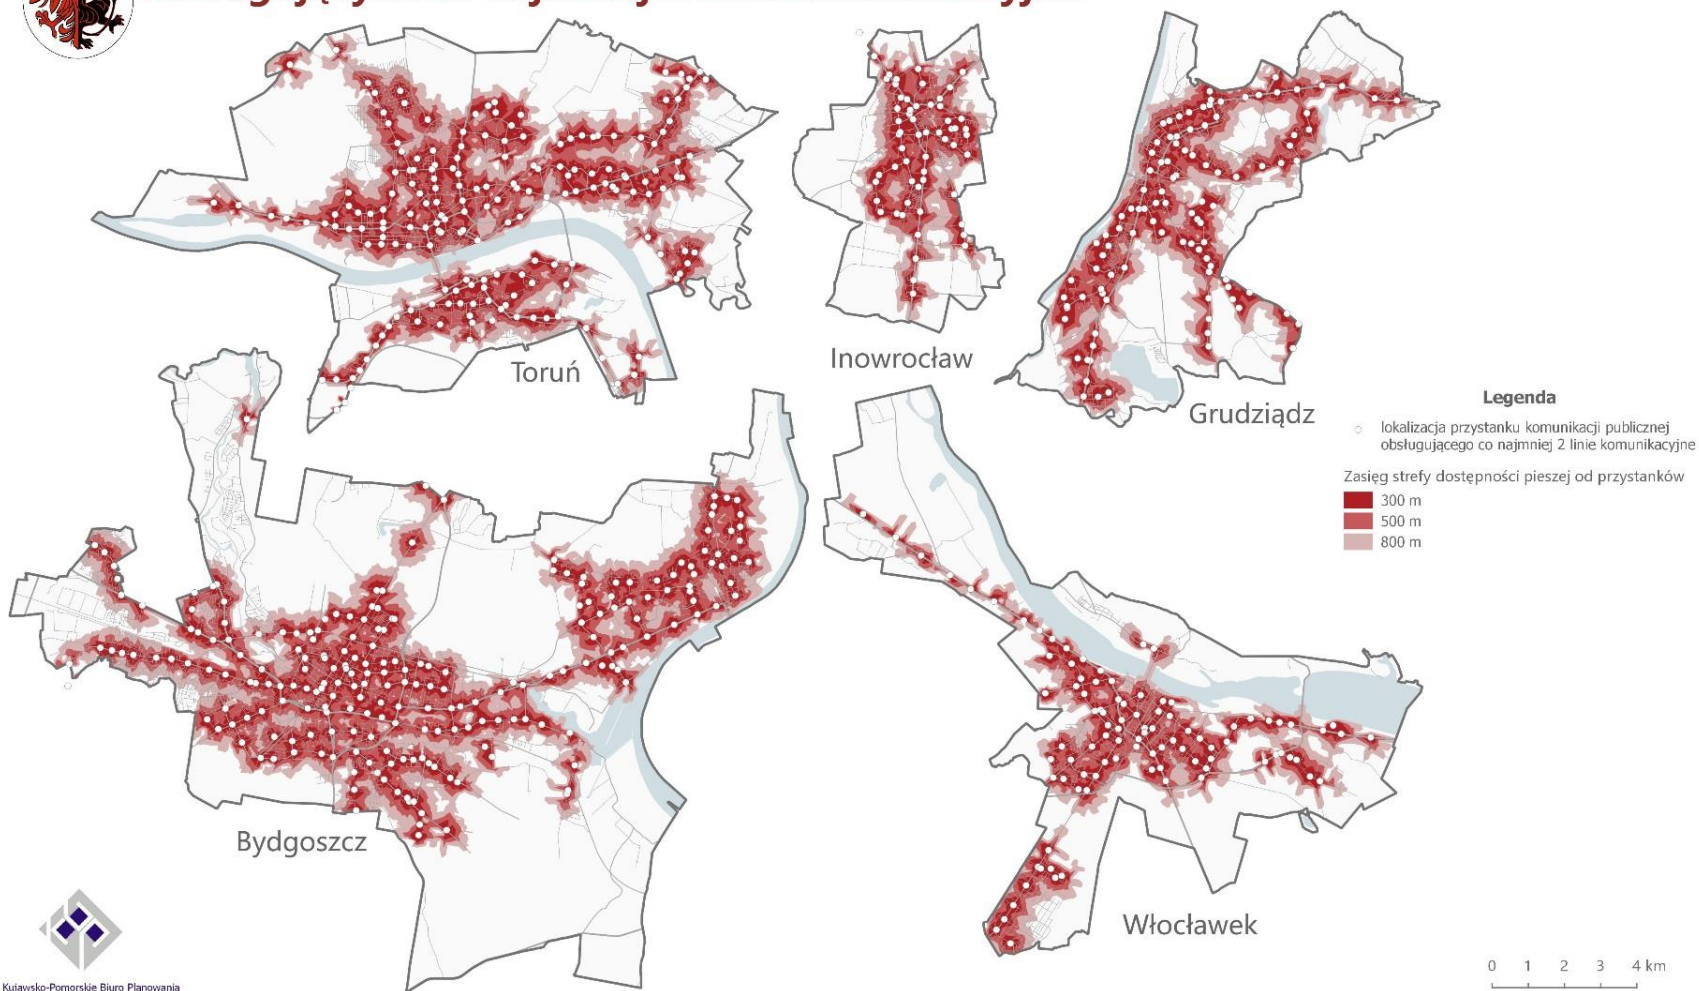 Toruń
Inowrocław
Grudziądz
Legenda
lokalizacja przystanku komunikacji publicznej
obsługującego co najmniej 2 linie komunikacyjne
Zasięg strefy dostępności pieszej od przystanków
300 m
500 m
800 m
Bydgoszcz
Włocławek
0 1 2 3 4 km
Kujawsko-Pomorskie Biuro Planowania